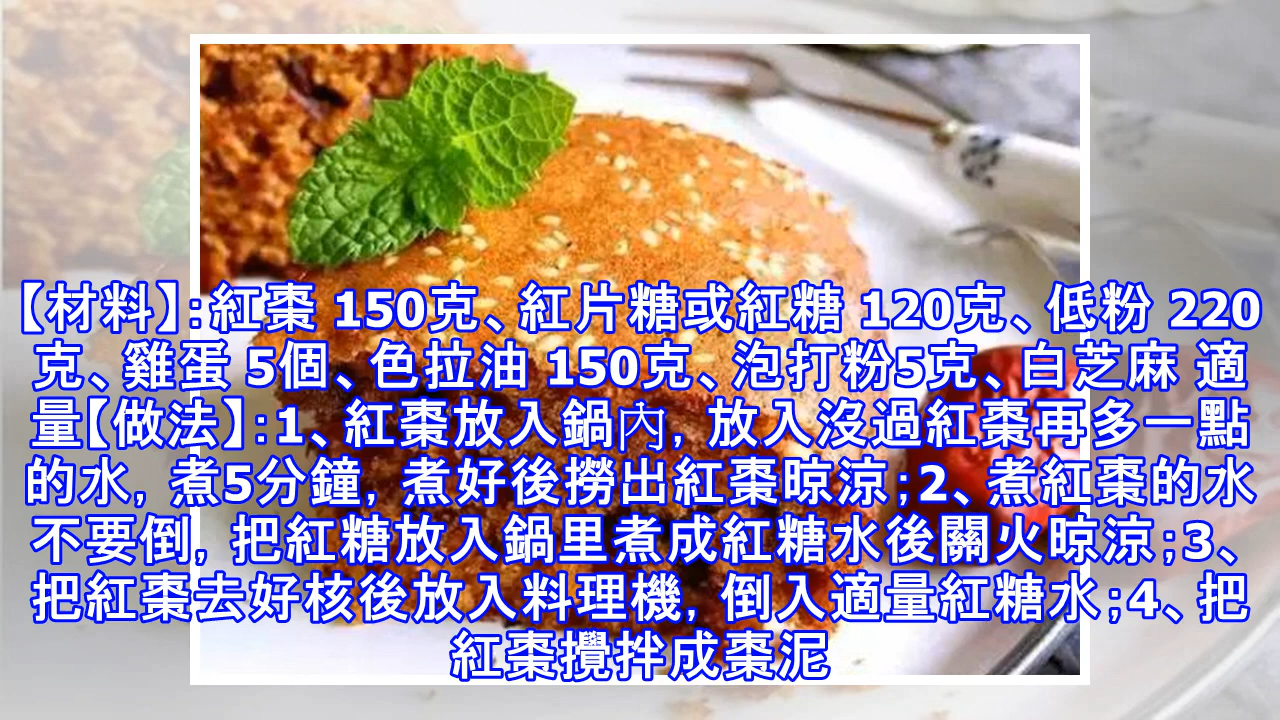 【材料】:紅棗 150克、紅片糖或紅糖 120克、低粉 220
克、雞蛋 5個、色拉油 150克、泡打粉5克、白芝麻 適
量【做法】:1、紅棗放入鍋內, 放入沒過紅棗再多一點
的水, 煮5分鐘, 煮好後撈出紅棗晾涼;2、煮紅棗的水
不要倒, 把紅糖放入鍋里煮成紅糖水後關火晾涼;3、
把紅棗去好核後放入料理機, 倒入適量紅糖水;4、把
紅棗攪拌成棗泥